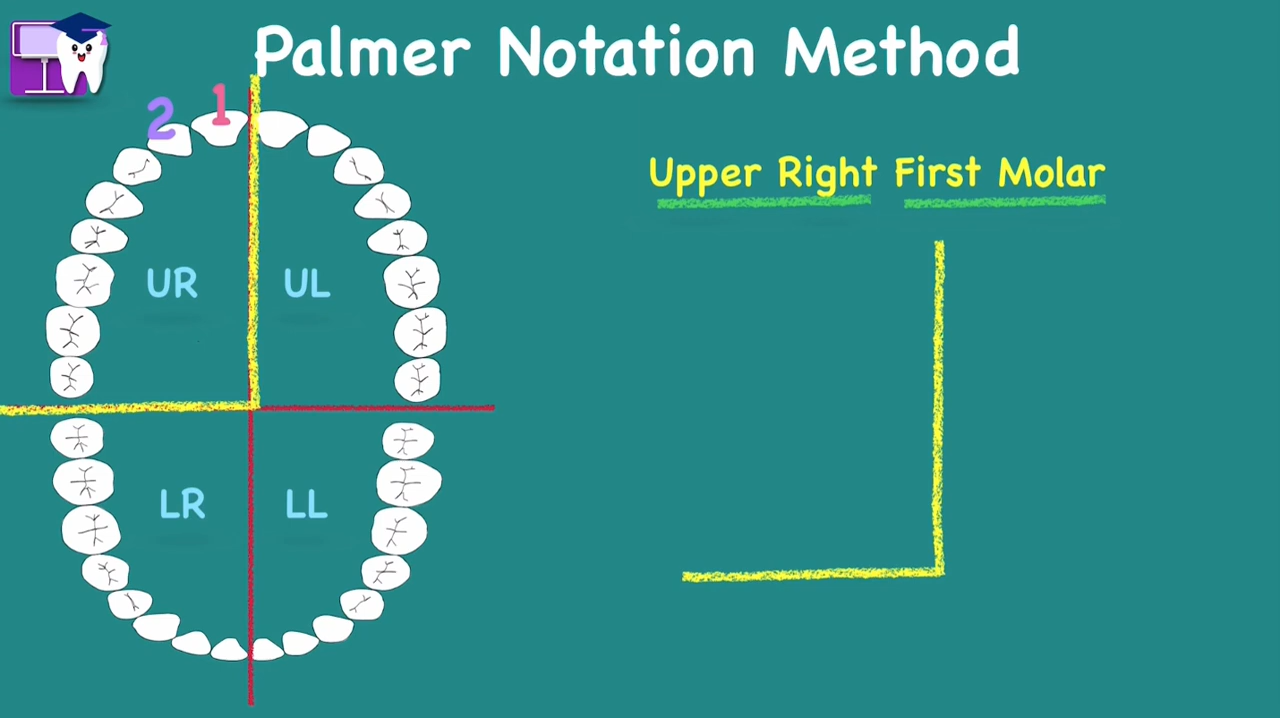 Palmer Notation Method
2 1
Upper Right First Molar
UR UL
LR LL